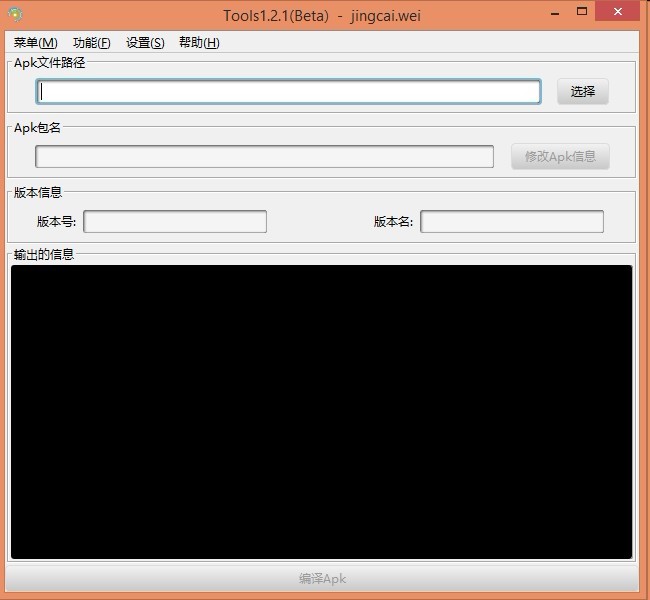 Tools1.2.1(Beta) - jingcai.wei
菜单(M) 功能(F) 设置(S) 帮助(H)
Apk文件路径
选择
Apk包名
修改Apk信息
版本信息
版本号: 版本名:
输出的信息
编译Apk